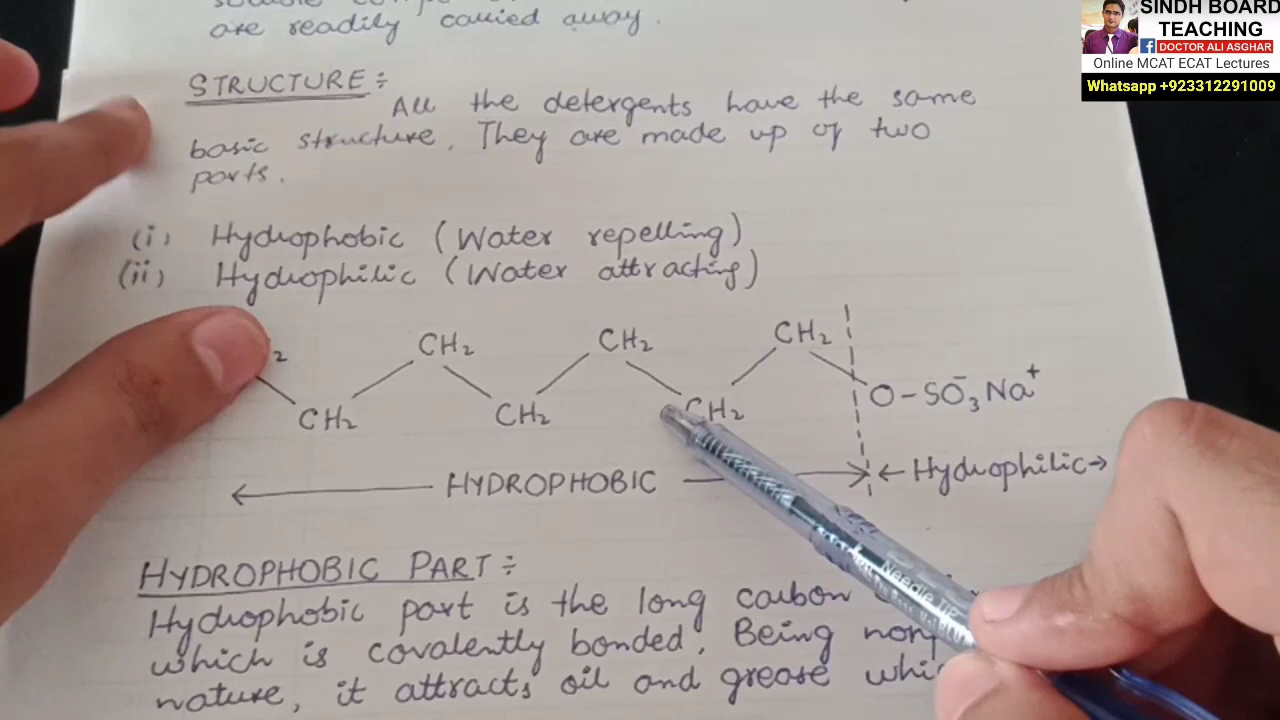 are readily carried away.
STRUCTURE :-
All the detergents have the same
basic structure. They are made up of two
parts.
(i) Hydrophobic (Water repelling)
(ii) Hydrophilic (Water attracting)
CH₂ CH₂ CH₂
₂ CH₂ CH₂ CH₂ O-SO₃⁻Na⁺
HYDROPHOBIC Hydrophilic
HYDROPHOBIC PART :-
Hydrophobic part is the long carbon
which is covalently bonded. Being
nature, it attracts oil and grease
SINDH BOARD
TEACHING
DOCTOR ALI ASGHAR
Online MCAT ECAT Lectures
Whatsapp +923312291009
Needle Tip